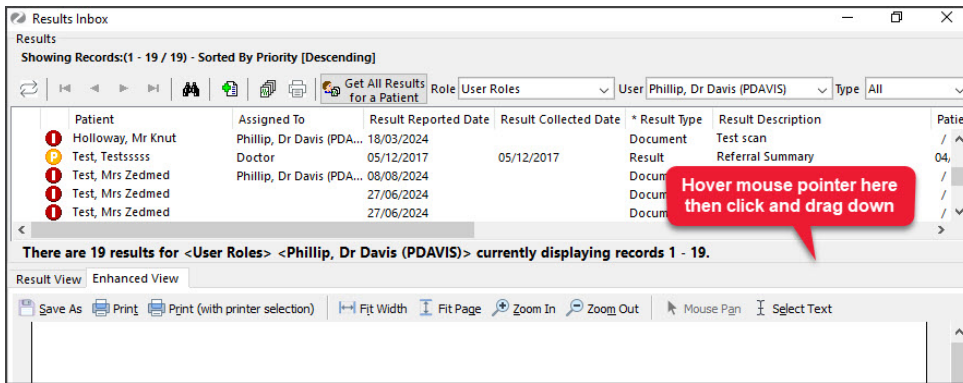 Results Inbox
Results
Showing Records:(1 - 19 / 19) - Sorted By Priority [Descending]
Get All Results for a Patient Role User Roles User Phillip, Dr Davis (PDAVIS) Type All
Patient Assigned To Result Reported Date Result Collected Date * Result Type Result Description Patie
I Holloway, Mr Knut Phillip, Dr Davis (PDA... 18/03/2024 Document Test scan /
P Test, Testsssss Doctor 05/12/2017 05/12/2017 Result Referral Summary 04,
I Test, Mrs Zedmed Phillip, Dr Davis (PDA... 08/08/2024 Docum /
I Test, Mrs Zedmed 27/06/2024 Docum /
I Test, Mrs Zedmed 27/06/2024 Docum /
Hover mouse pointer here
then click and drag down
There are 19 results for <User Roles> <Phillip, Dr Davis (PDAVIS)> currently displaying records 1 - 19.
Result View Enhanced View
Save As Print Print (with printer selection) Fit Width Fit Page Zoom In Zoom Out Mouse Pan Select Text